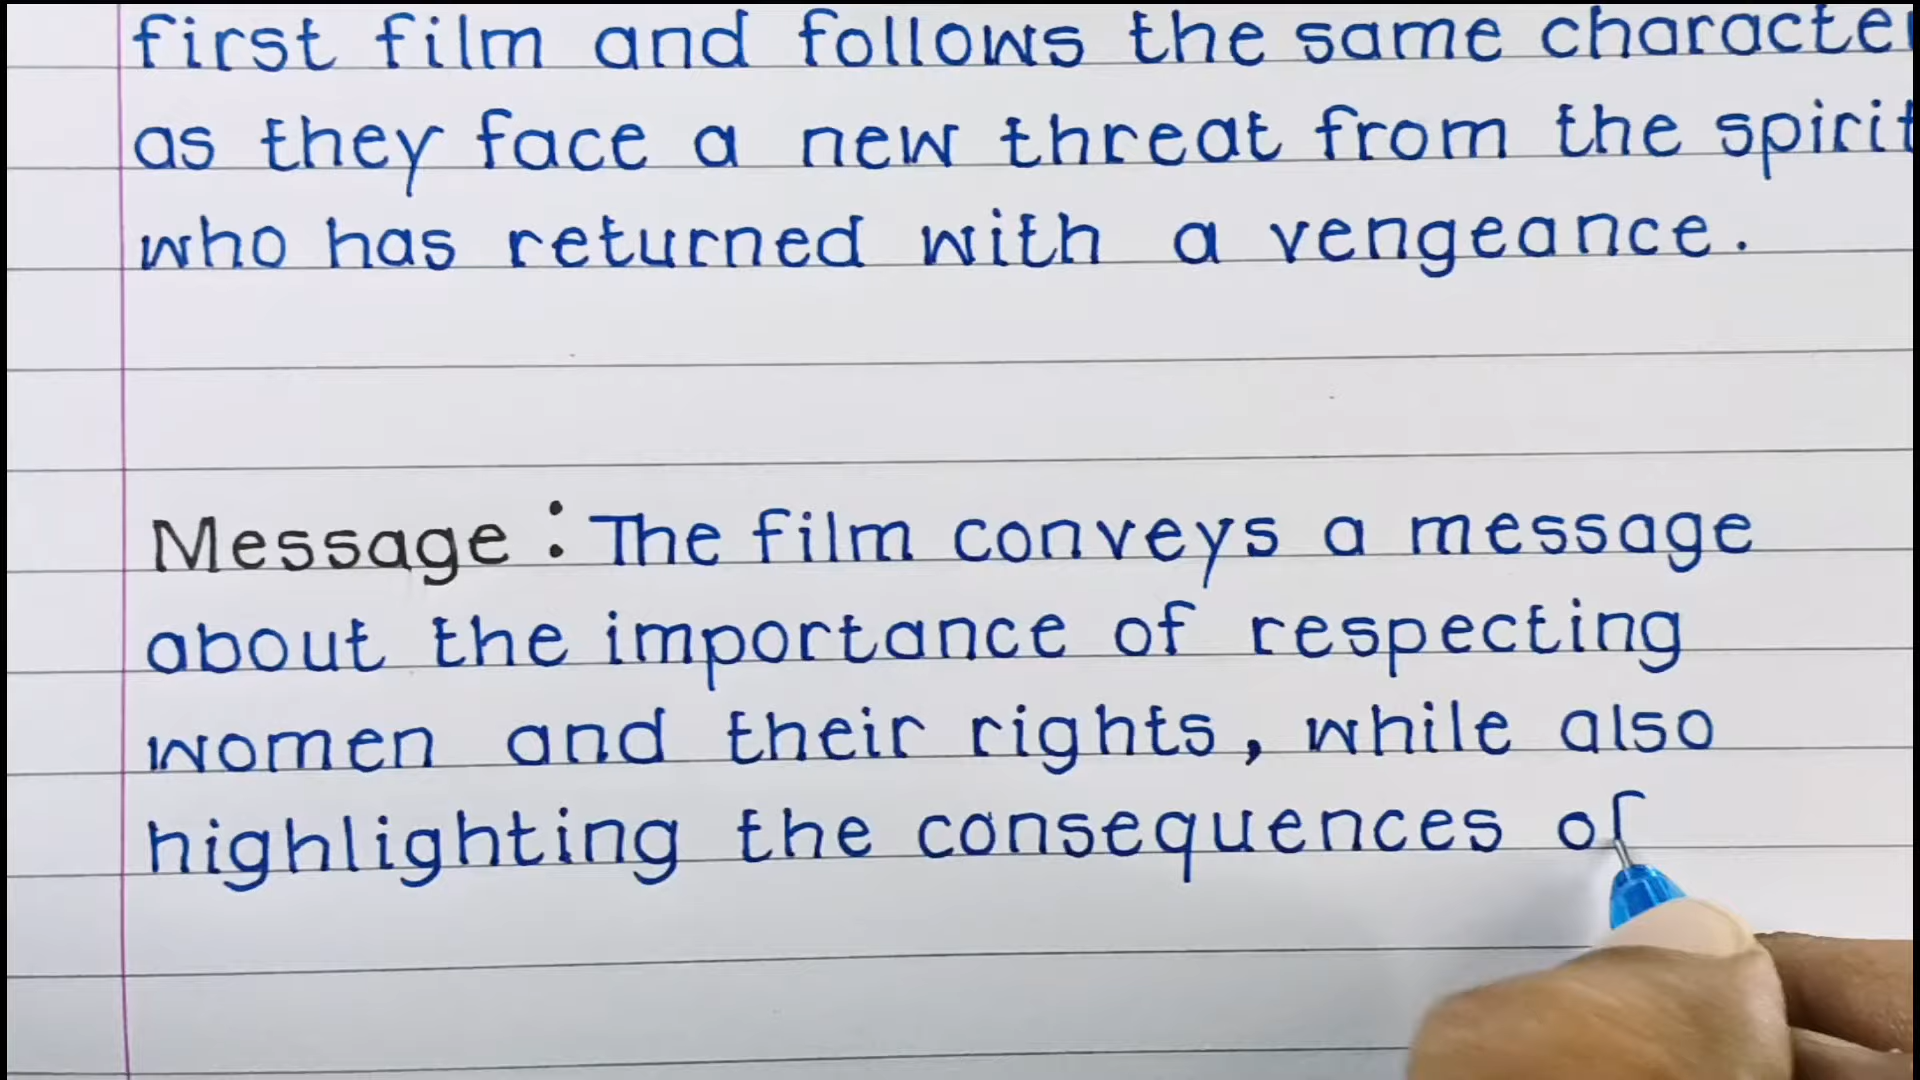 first film and follows the same character
as they face a new threat from the spirit
who has returned with a vengeance.
Message : The film conveys a message
about the importance of respecting
women and their rights, while also
highlighting the consequences of